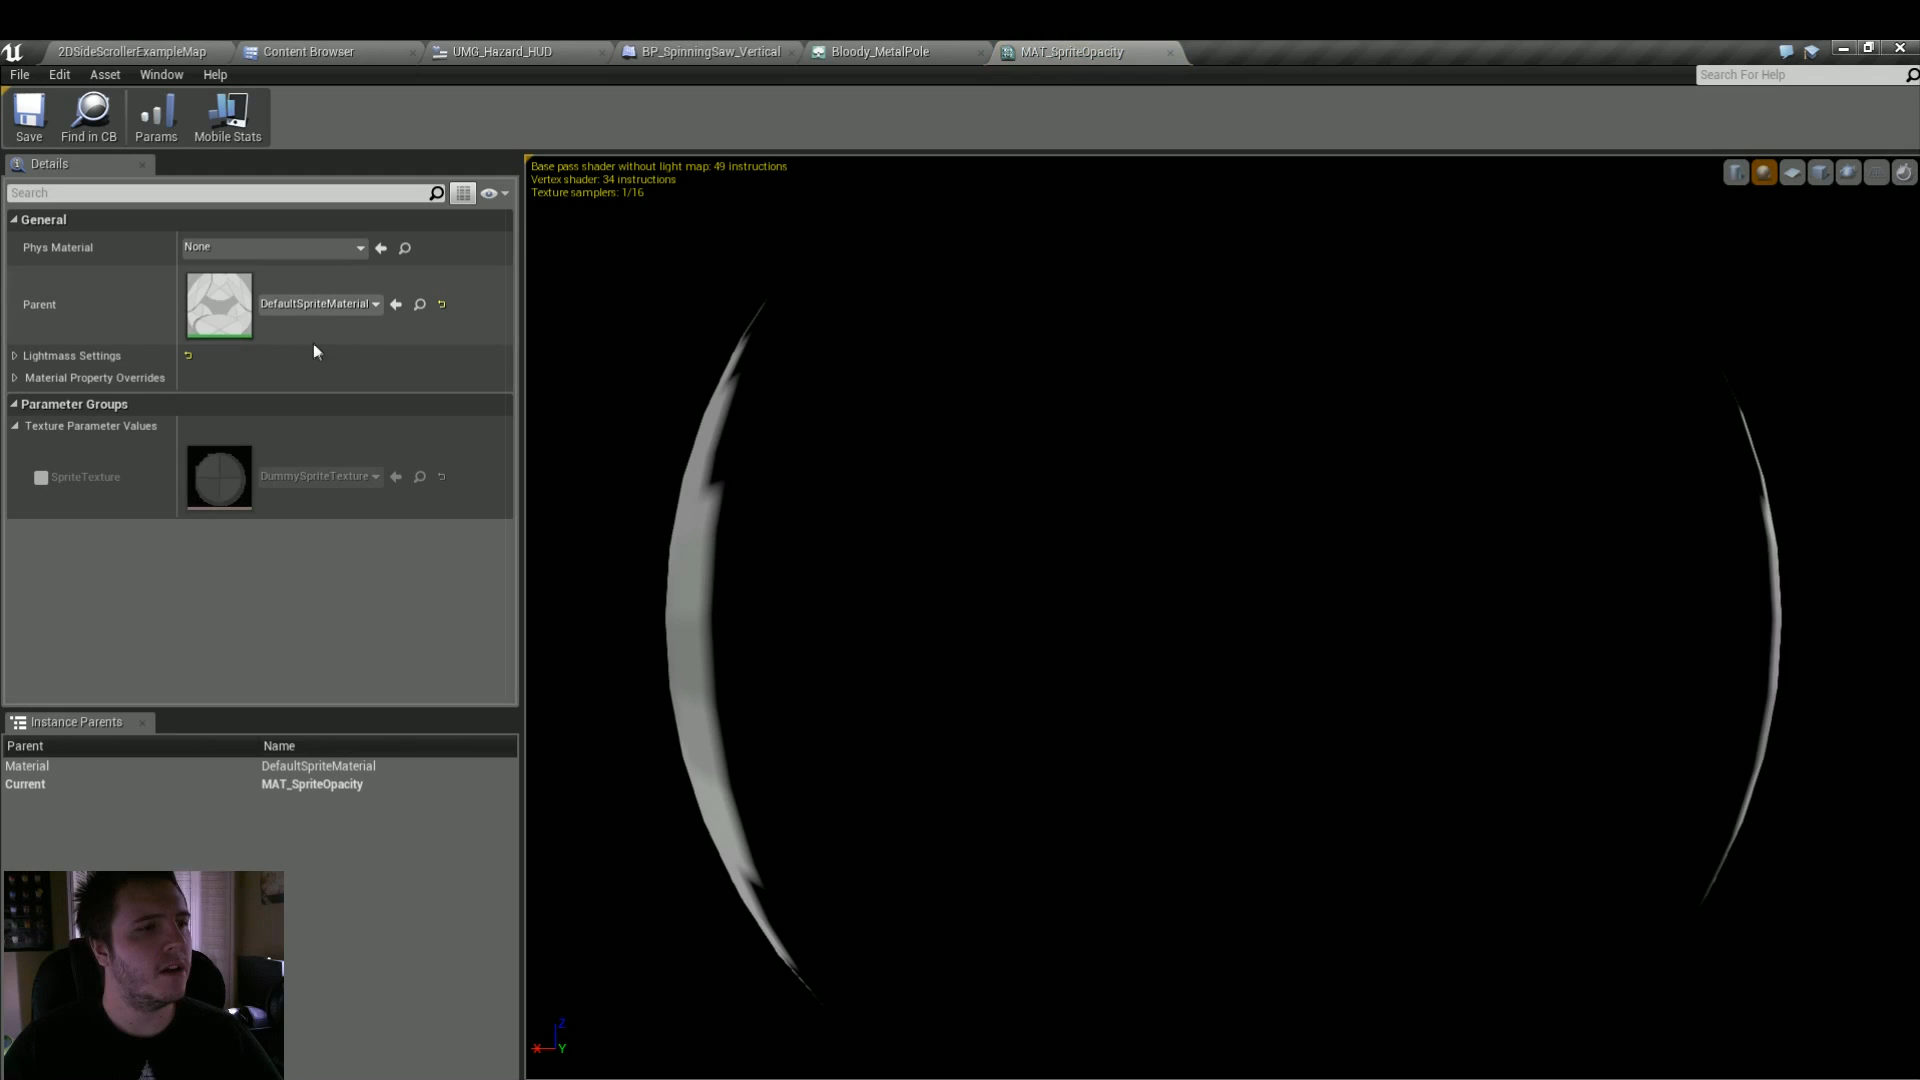 2DSideScrollerExampleMap
Content Browser
UMG_Hazard_HUD
BP_SpinningSaw_Vertical
Bloody_MetalPole
MAT_SpriteOpacity
File Edit Asset Window Help
Search For Help
Save
Find in CB
Params
Mobile Stats
Details
Search
General
Phys Material
None
Parent
DefaultSpriteMaterial
Lightmass Settings
Material Property Overrides
Parameter Groups
Texture Parameter Values
SpriteTexture
DummySpriteTexture
Instance Parents
Parent Name
Material DefaultSpriteMaterial
Current MAT_SpriteOpacity
Base pass shader without light map: 49 instructions
Vertex shader: 34 instructions
Texture samplers: 1/16
Z
X Y